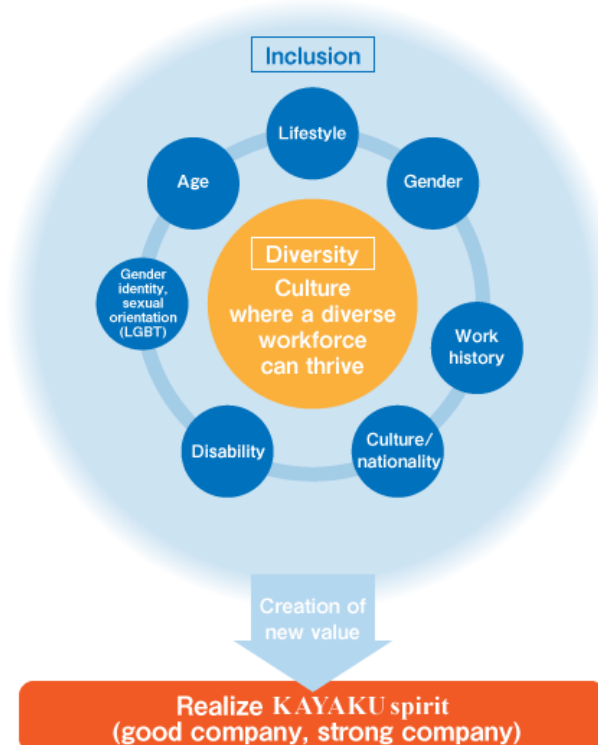 Inclusion
Lifestyle
Age
Gender
Diversity
Culture
where a diverse
workforce
can thrive
Gender
identity,
sexual
orientation
(LGBT)
Work
history
Disability
Culture/
nationality
Creation of
new value
Realize KAYAKU spirit
(good company, strong company)